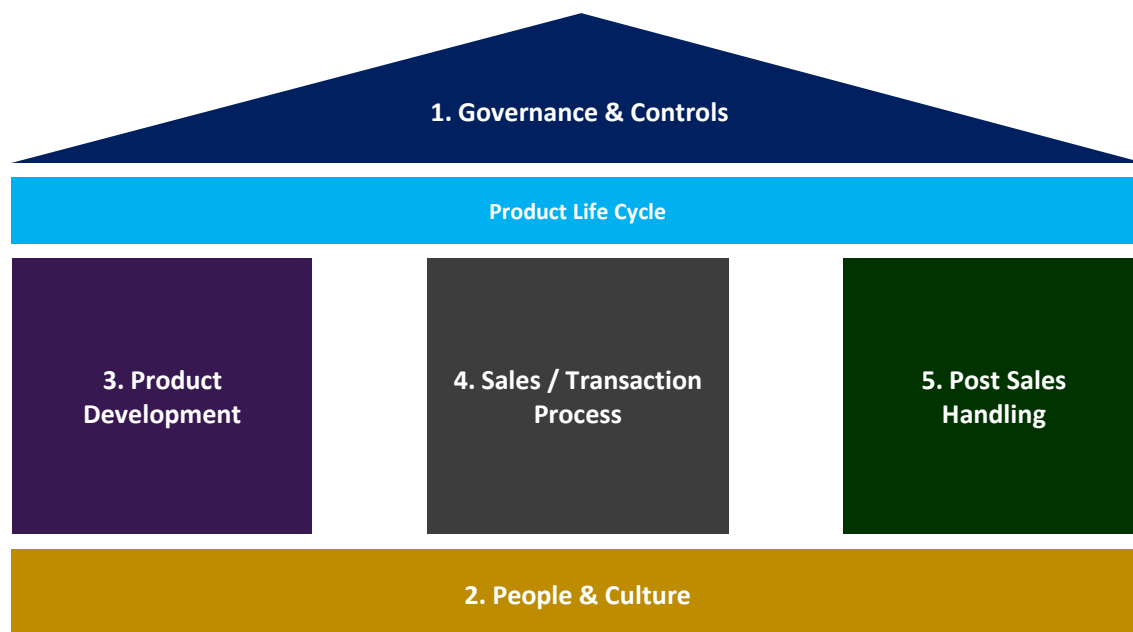 1. Governance & Controls
Product Life Cycle
3. Product
Development
4. Sales / Transaction
Process
5. Post Sales
Handling
2. People & Culture